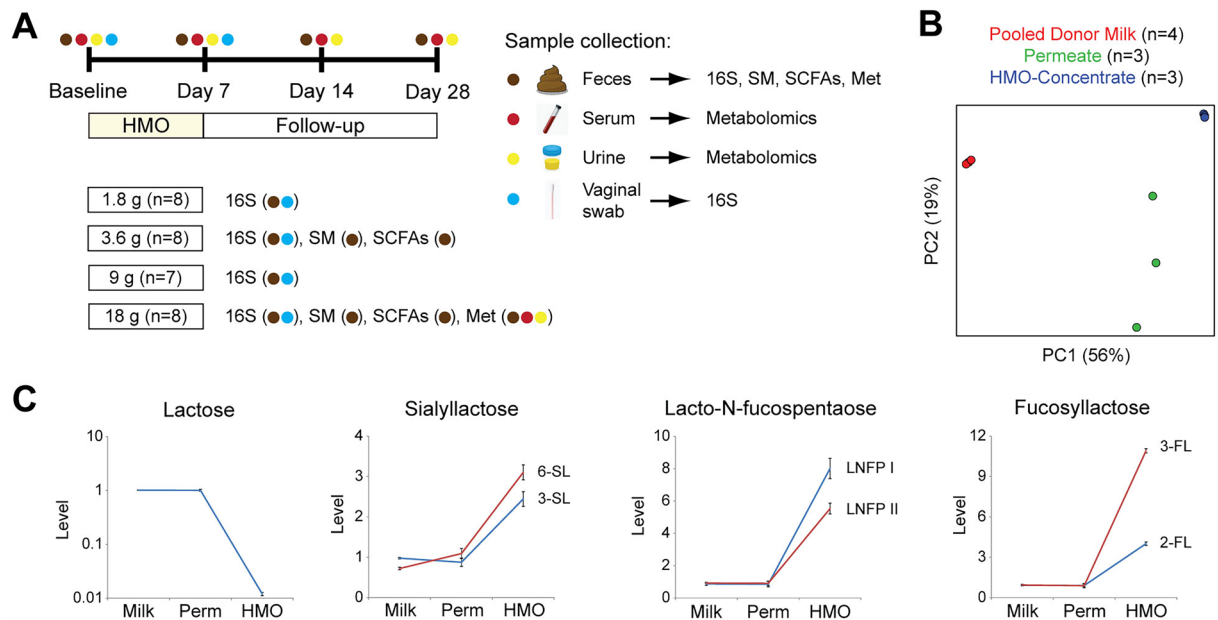 A
Baseline Day 7 Day 14 Day 28
HMO Follow-up
1.8 g (n=8) 16S ( )
3.6 g (n=8) 16S ( ), SM ( ), SCFAs ( )
9 g (n=7) 16S ( )
18 g (n=8) 16S ( ), SM ( ), SCFAs ( ), Met ( )
Sample collection:
Feces 16S, SM, SCFAs, Met
Serum Metabolomics
Urine Metabolomics
Vaginal
swab 16S
B
Pooled Donor Milk (n=4)
Permeate (n=3)
HMO-Concentrate (n=3)
PC2 (19%)
PC1 (56%)
C
Lactose
Level
10
1
0.1
0.01
Milk Perm HMO
Sialyllactose
Level
4
3
2
1
0
6-SL
3-SL
Milk Perm HMO
Lacto-N-fucospentaose
Level
10
8
6
4
2
0
LNFP I
LNFP II
Milk Perm HMO
Fucosyllactose
Level
12
9
6
3
0
3-FL
2-FL
Milk Perm HMO